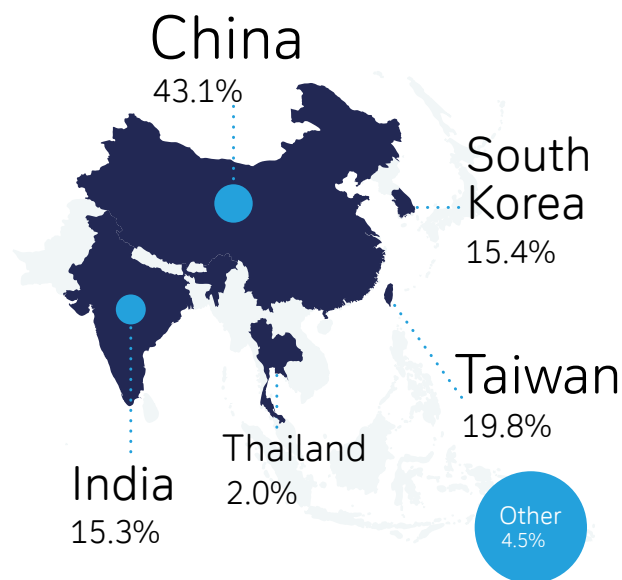 China
43.1%
South
Korea
15.4%
Taiwan
19.8%
Thailand
2.0%
India
15.3%
Other
4.5%